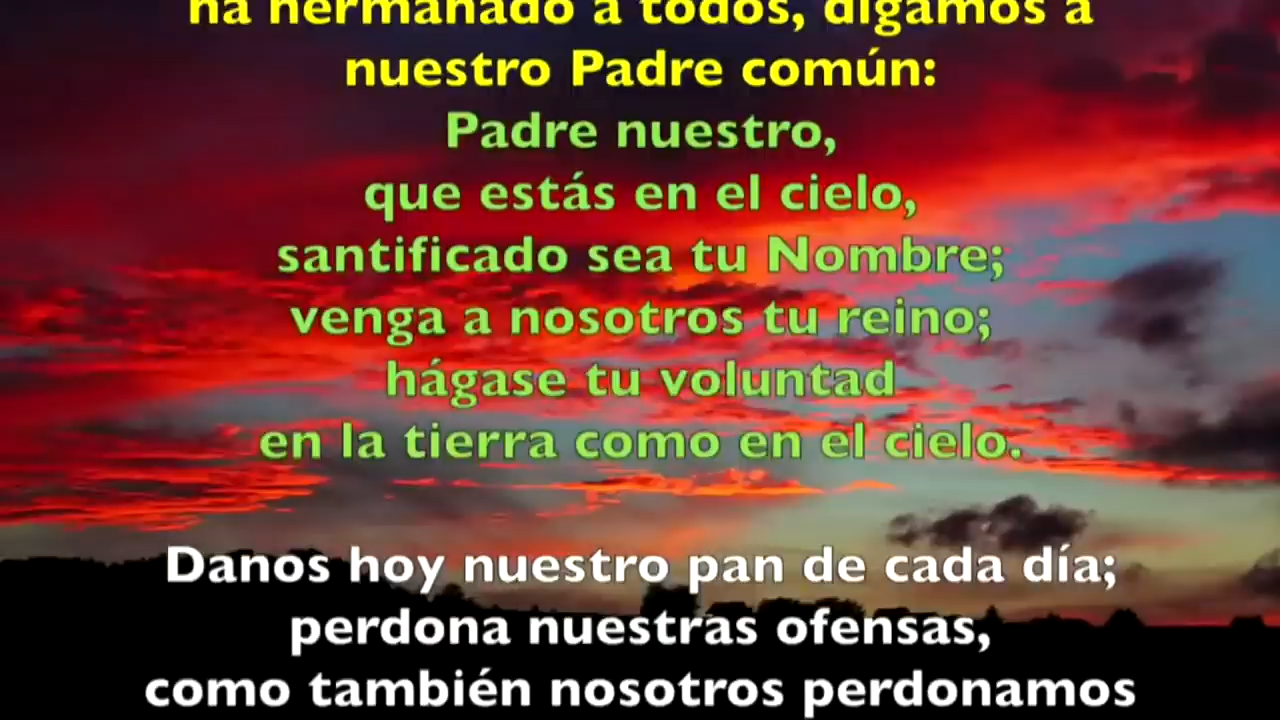 ha hermanado a todos, digamos a
nuestro Padre común:
Padre nuestro,
que estás en el cielo,
santificado sea tu Nombre;
venga a nosotros tu reino;
hágase tu voluntad
en la tierra como en el cielo.
Danos hoy nuestro pan de cada día;
perdona nuestras ofensas,
como también nosotros perdonamos